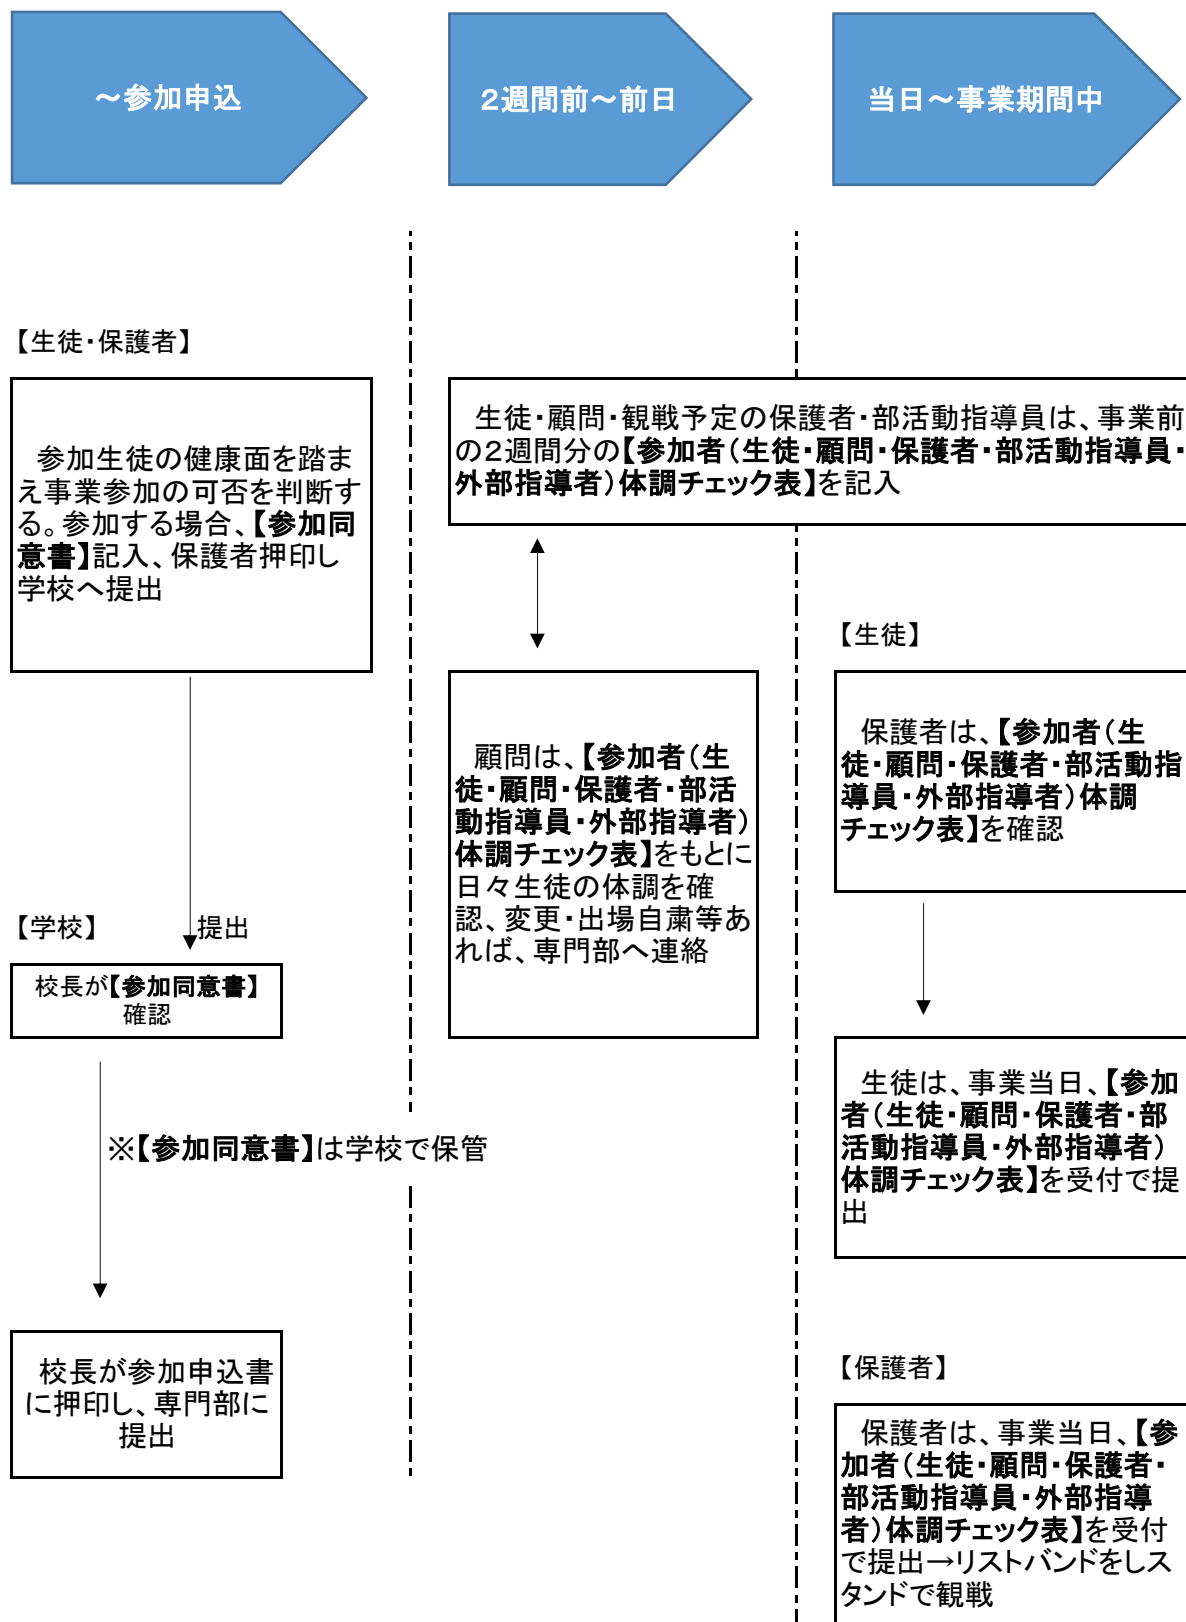 ～参加申込
２週間前～前日
当日～事業期間中
【生徒・保護者】
参加生徒の健康面を踏ま
え事業参加の可否を判断す
る。参加する場合、【参加同
意書】記入、保護者押印し
学校へ提出
提出
【学校】
校長が【参加同意書】
確認
※【参加同意書】は学校で保管
校長が参加申込書
に押印し、専門部に
提出
生徒・顧問・観戦予定の保護者・部活動指導員は、事業前
の２週間分の【参加者（生徒・顧問・保護者・部活動指導員・
外部指導者）体調チェック表】を記入
顧問は、【参加者（生
徒・顧問・保護者・部活
動指導員・外部指導者）
体調チェック表】をもとに
日々生徒の体調を確
認、変更・出場自粛等あ
れば、専門部へ連絡
【生徒】
保護者は、【参加者（生
徒・顧問・保護者・部活動指
導員・外部指導者）体調
チェック表】を確認
生徒は、事業当日、【参加
者（生徒・顧問・保護者・部
活動指導員・外部指導者）
体調チェック表】を受付で提
出
【保護者】
保護者は、事業当日、【参
加者（生徒・顧問・保護者・
部活動指導員・外部指導
者）体調チェック表】を受付
で提出→リストバンドをしス
タンドで観戦